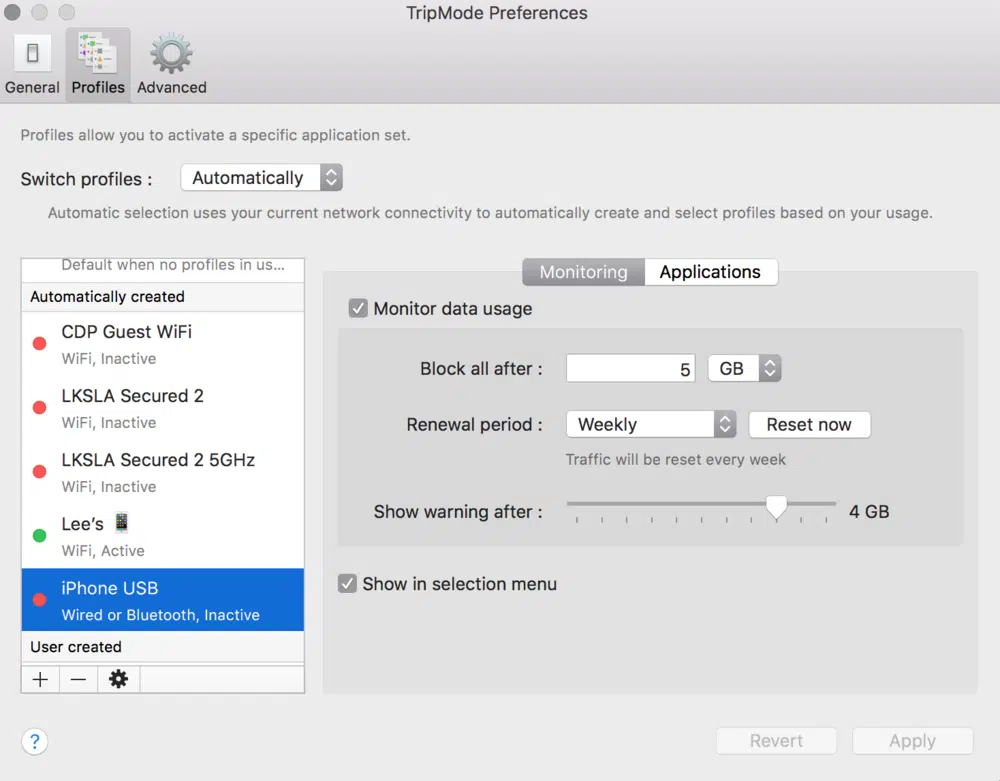 TripMode Preferences
General Profiles Advanced
Profiles allow you to activate a specific application set.
Switch profiles : Automatically
Automatic selection uses your current network connectivity to automatically create and select profiles based on your usage.
Default when no profiles in us...
Automatically created
CDP Guest WiFi
WiFi, Inactive
LKSLA Secured 2
WiFi, Inactive
LKSLA Secured 2 5GHz
WiFi, Inactive
Lee's 📱
WiFi, Active
iPhone USB
Wired or Bluetooth, Inactive
User created
Monitoring Applications
Monitor data usage
Block all after : 5 GB
Renewal period : Weekly Reset now
Traffic will be reset every week
Show warning after : 4 GB
Show in selection menu
? Revert Apply